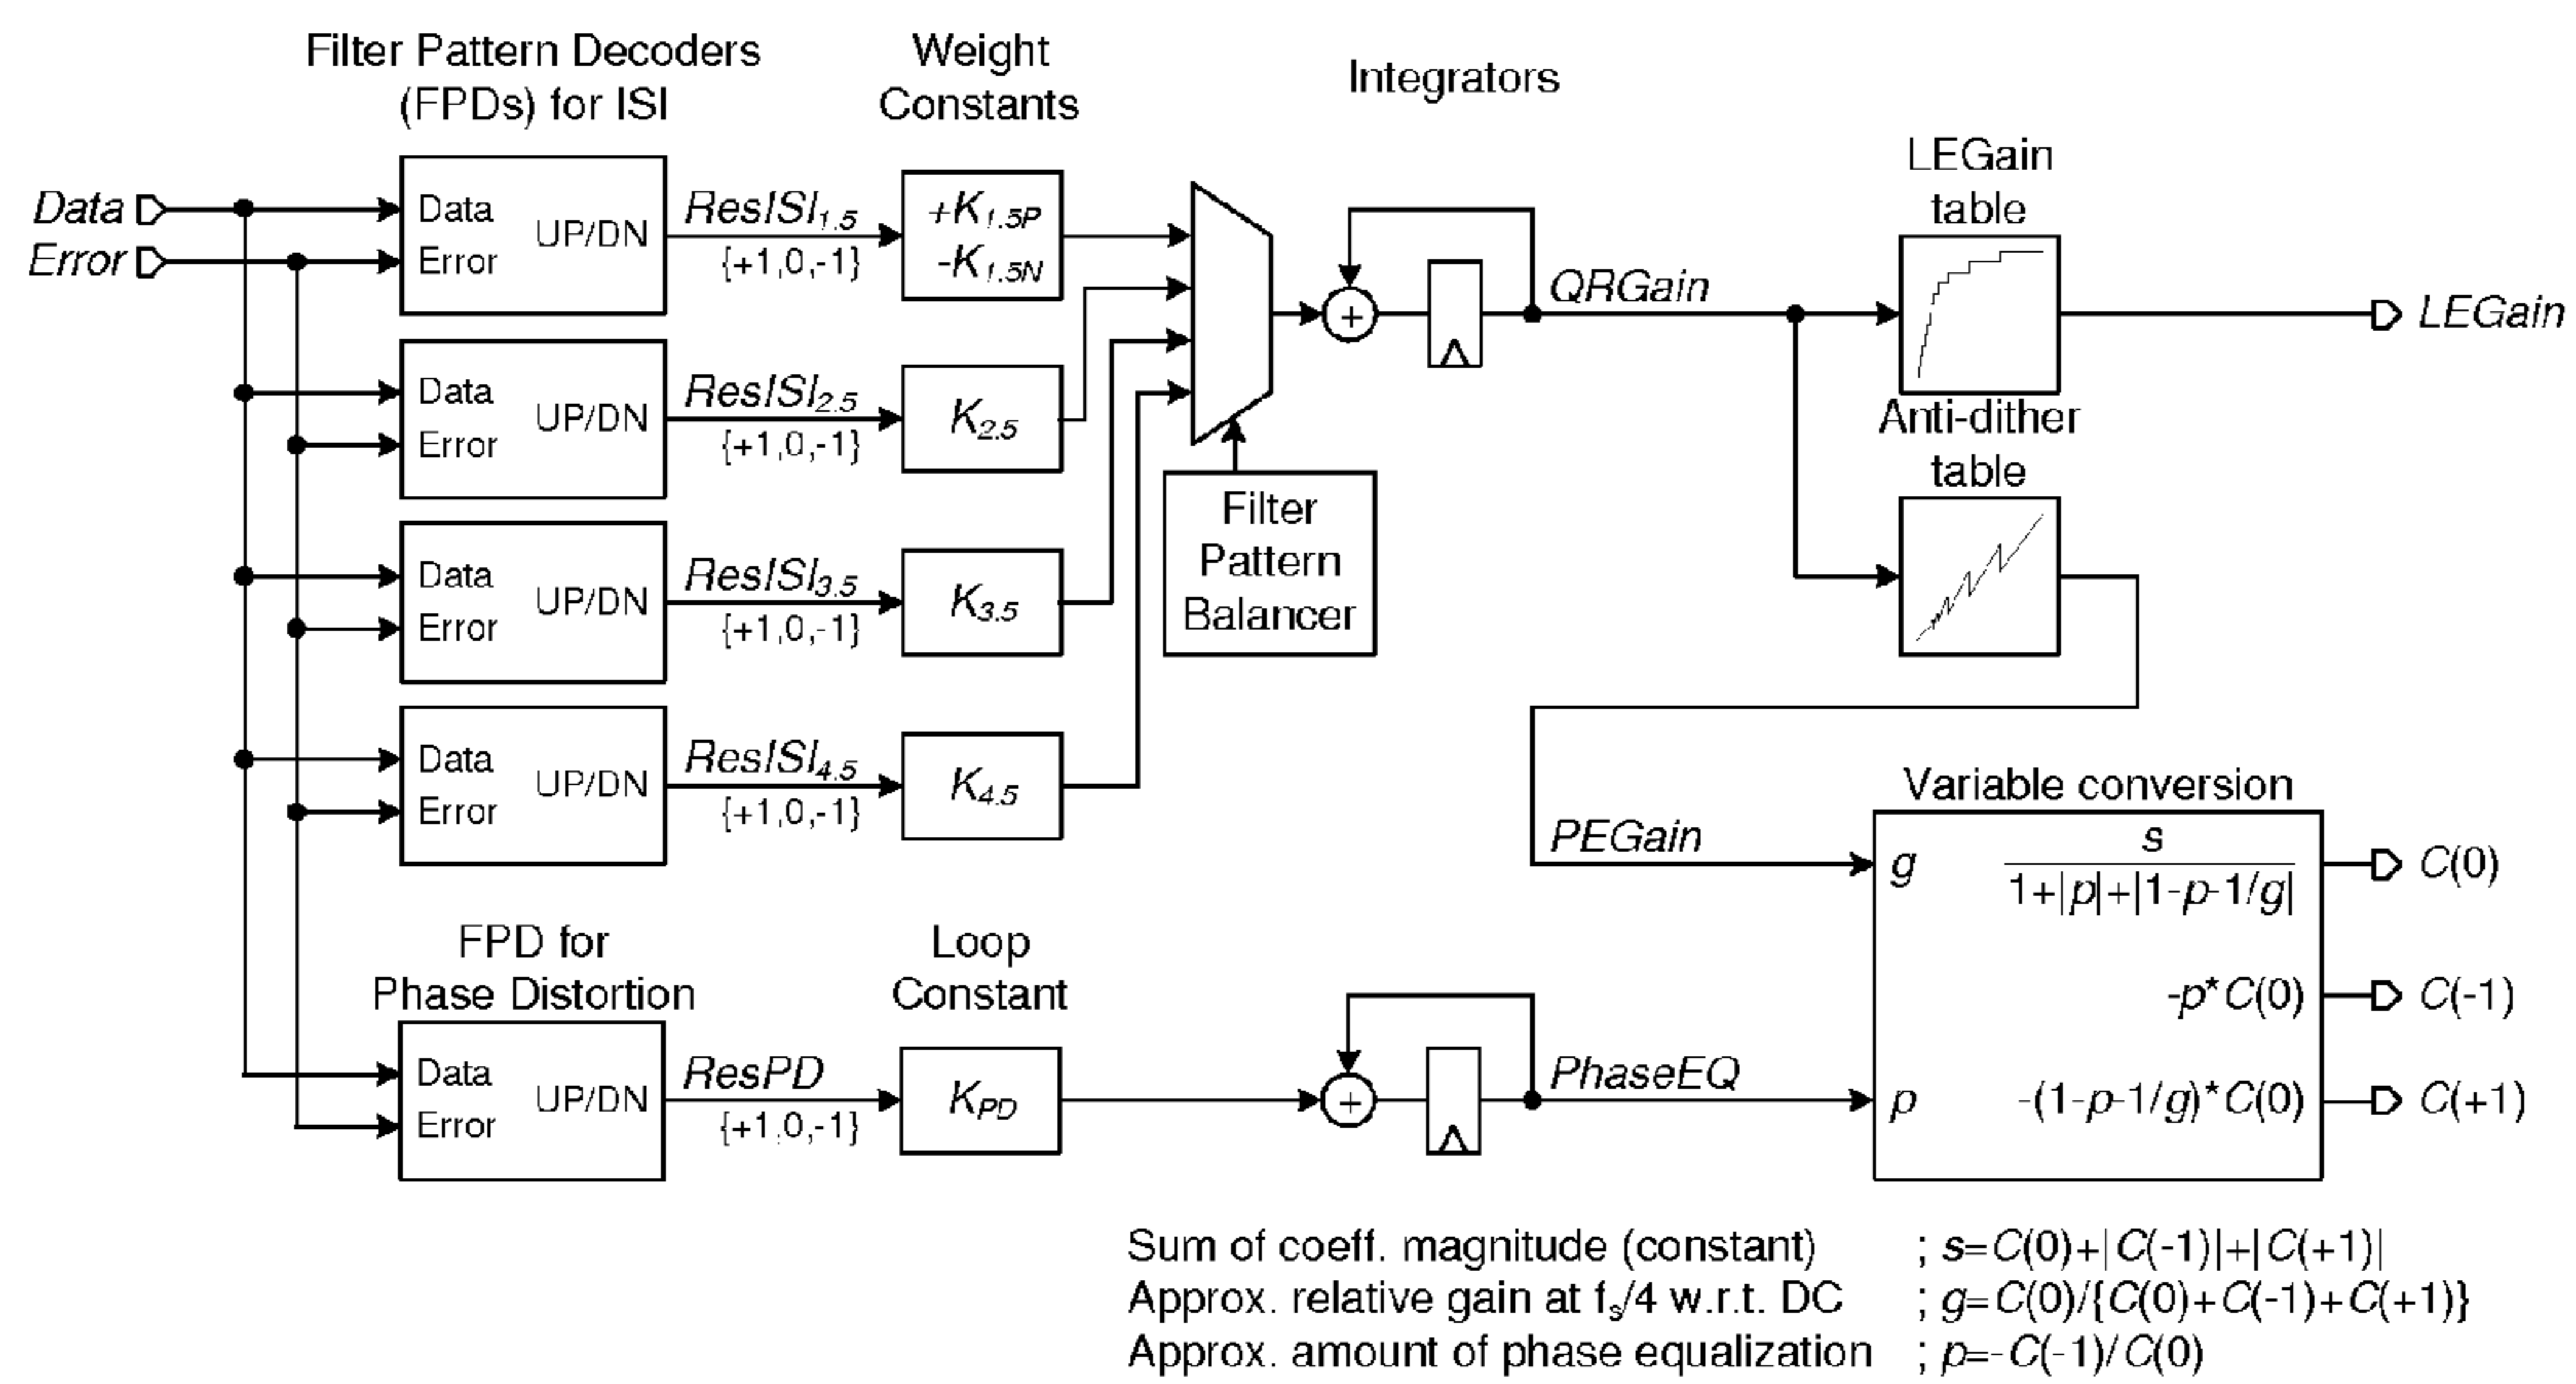 Filter Pattern Decoders
(FPDs) for ISI
Weight
Constants
Integrators
LEGain
table
Data
Error
Data
Error
UP/DN
ResISI1.5
{+1,0,-1}
+K1.5P
-K1.5N
QRGain
LEGain
Data
Error
UP/DN
ResISI2.5
{+1,0,-1}
K2.5
Anti-dither
table
Filter
Pattern
Balancer
Data
Error
UP/DN
ResISI3.5
{+1,0,-1}
K3.5
Data
Error
UP/DN
ResISI4.5
{+1,0,-1}
K4.5
Variable conversion
PEGain
g
s
1+|p|+|1-p-1/g|
C(0)
-p*C(0)
C(-1)
p
-(1-p-1/g)*C(0)
C(+1)
FPD for
Phase Distortion
Loop
Constant
Data
Error
UP/DN
ResPD
{+1,0,-1}
KPD
PhaseEQ
Sum of coeff. magnitude (constant) ; s=C(0)+|C(-1)|+|C(+1)|
Approx. relative gain at fs/4 w.r.t. DC ; g=C(0)/{C(0)+C(-1)+C(+1)}
Approx. amount of phase equalization ; p=-C(-1)/C(0)